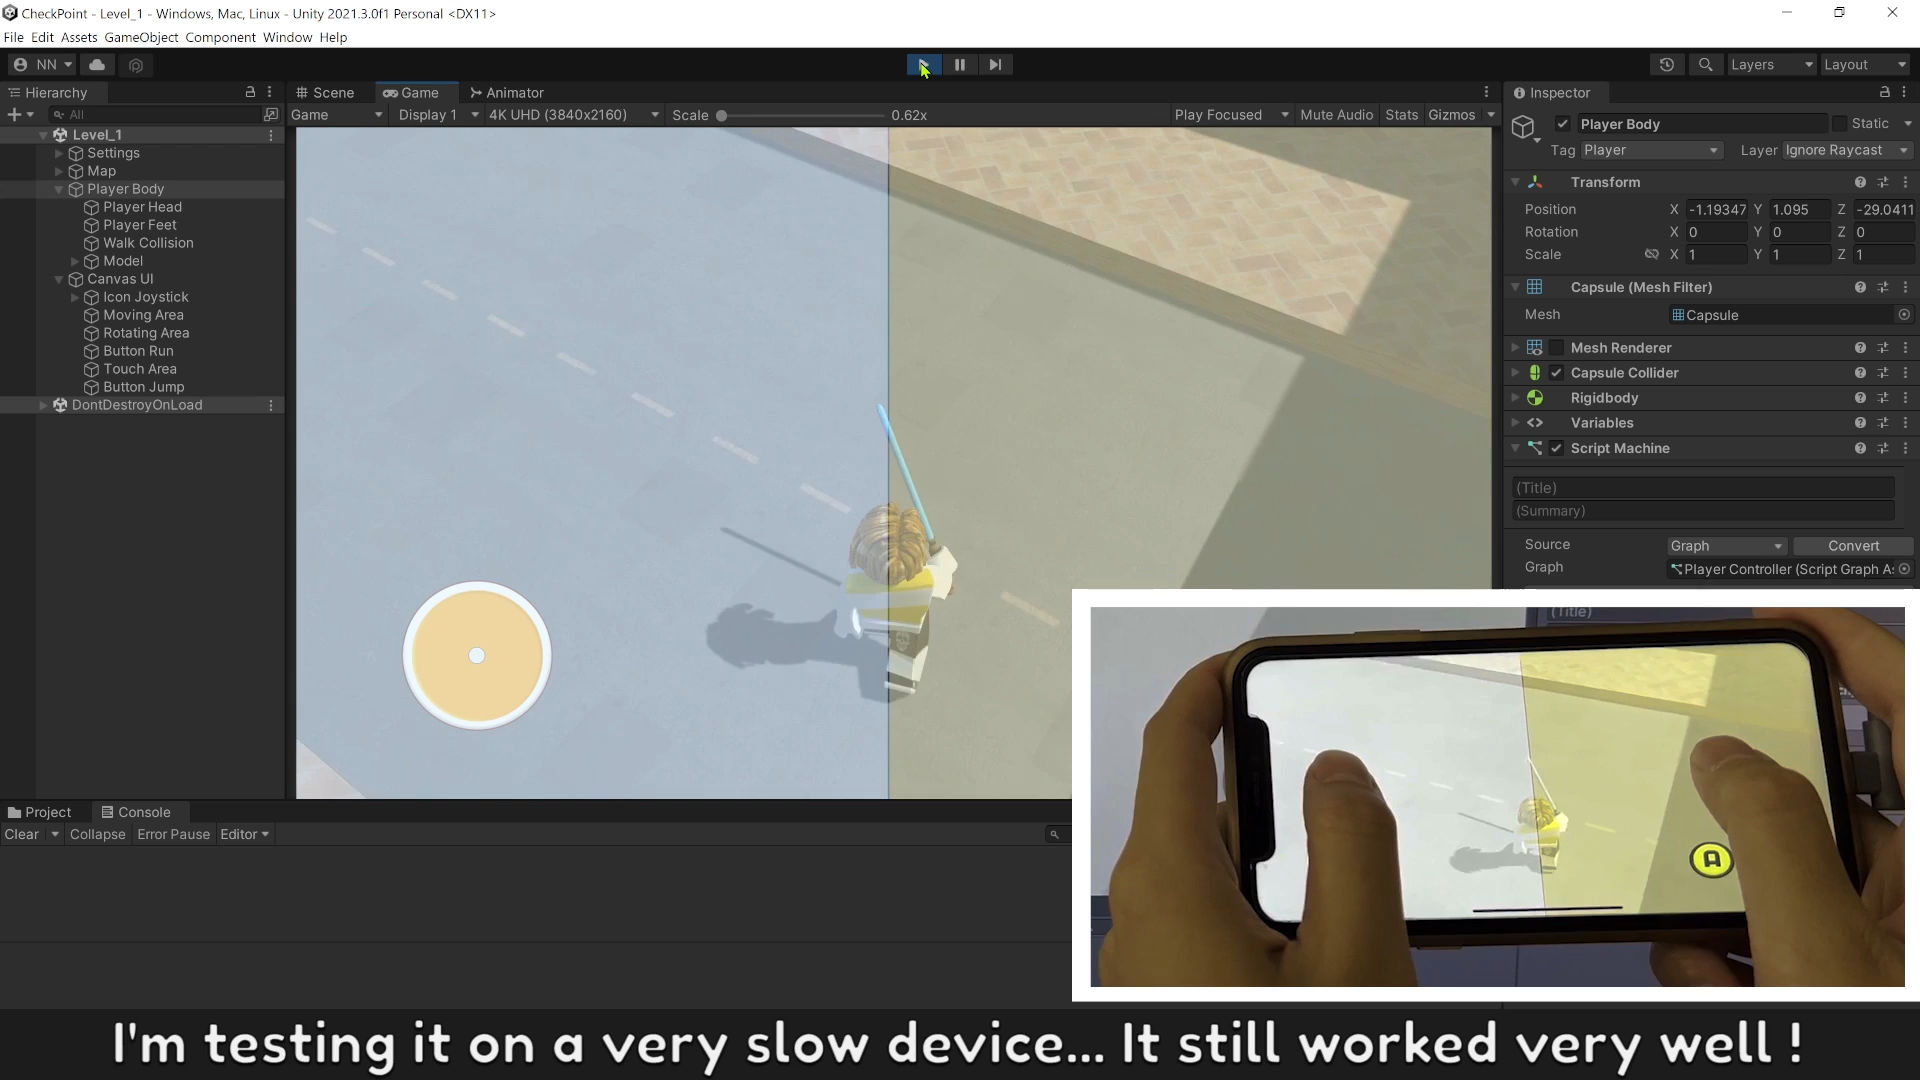 CheckPoint - Level_1 - Windows, Mac, Linux - Unity 2021.3.0f1 Personal <DX11>
File Edit Assets GameObject Component Window Help
NN
Layers
Layout
Hierarchy
Scene
Game
Animator
Inspector
All
Game
Display 1
4K UHD (3840x2160)
Scale
0.62x
Play Focused
Mute Audio
Stats
Gizmos
Level_1
Settings
Map
Player Body
Player Head
Player Feet
Walk Collision
Model
Canvas UI
Icon Joystick
Moving Area
Rotating Area
Button Run
Touch Area
Button Jump
DontDestroyOnLoad
Player Body
Static
Tag Player
Layer Ignore Raycast
Transform
Position X -1.19347 Y 1.095 Z -29.0411
Rotation X 0 Y 0 Z 0
Scale X 1 Y 1 Z 1
Capsule (Mesh Filter)
Mesh Capsule
Mesh Renderer
Capsule Collider
Rigidbody
Variables
Script Machine
(Title)
(Summary)
Source Graph Convert
Graph Player Controller (Script Graph A
(Title)
A
Project
Console
Clear
Collapse
Error Pause
Editor
I'm testing it on a very slow device... It still worked very well !